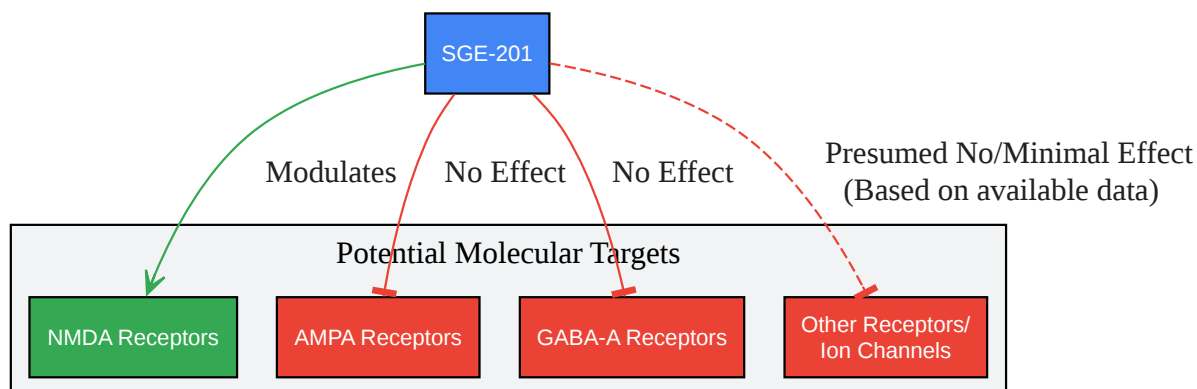 SGE-201
Modulates
No Effect
No Effect
Presumed No/Minimal Effect
(Based on available data)
Potential Molecular Targets
NMDA Receptors
AMPA Receptors
GABA-A Receptors
Other Receptors/
Ion Channels